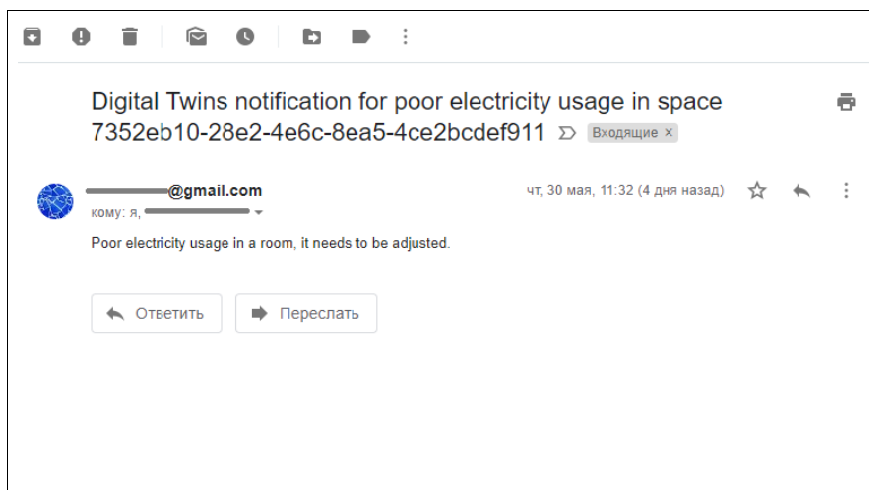 Digital Twins notification for poor electricity usage in space
7352eb10-28e2-4e6c-8ea5-4ce2bcdef911 Входящие x
@gmail.com чт, 30 мая, 11:32 (4 дня назад)
кому: я,
Poor electricity usage in a room, it needs to be adjusted.
Ответить Переслать